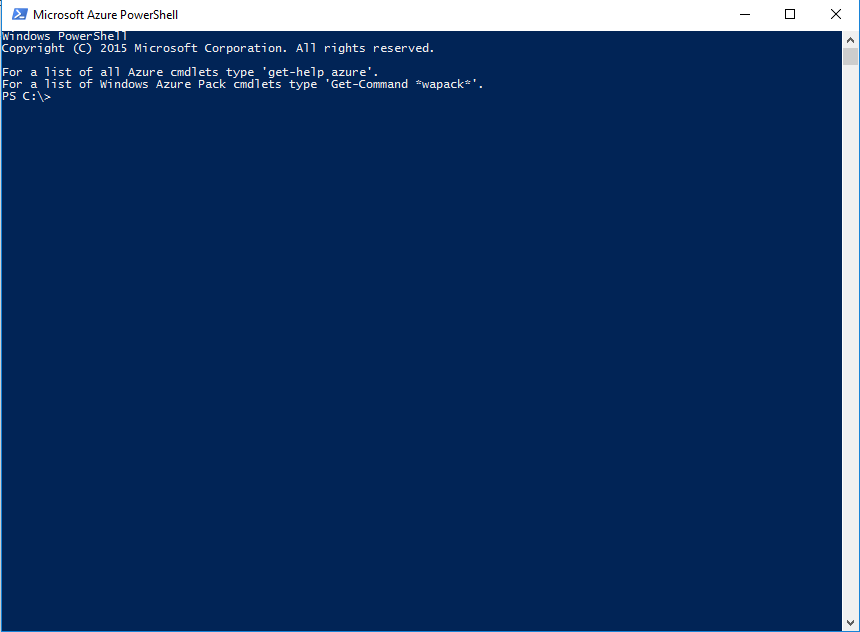 Microsoft Azure PowerShell
Windows PowerShell
Copyright (C) 2015 Microsoft Corporation. All rights reserved.
For a list of all Azure cmdlets type 'get-help azure'.
For a list of Windows Azure Pack cmdlets type 'Get-Command *wapack*'.
PS C:\>